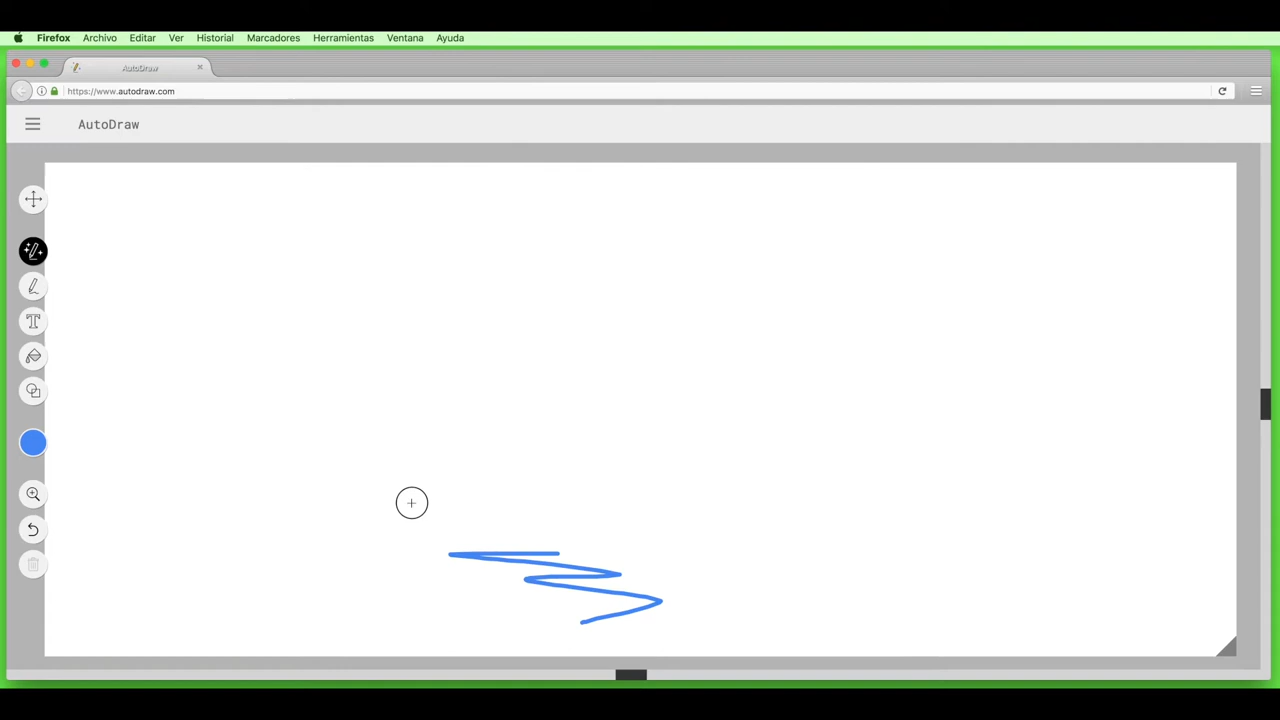 Firefox Archivo Editar Ver Historial Marcadores Herramientas Ventana Ayuda
AutoDraw
https://www.autodraw.com
AutoDraw
T